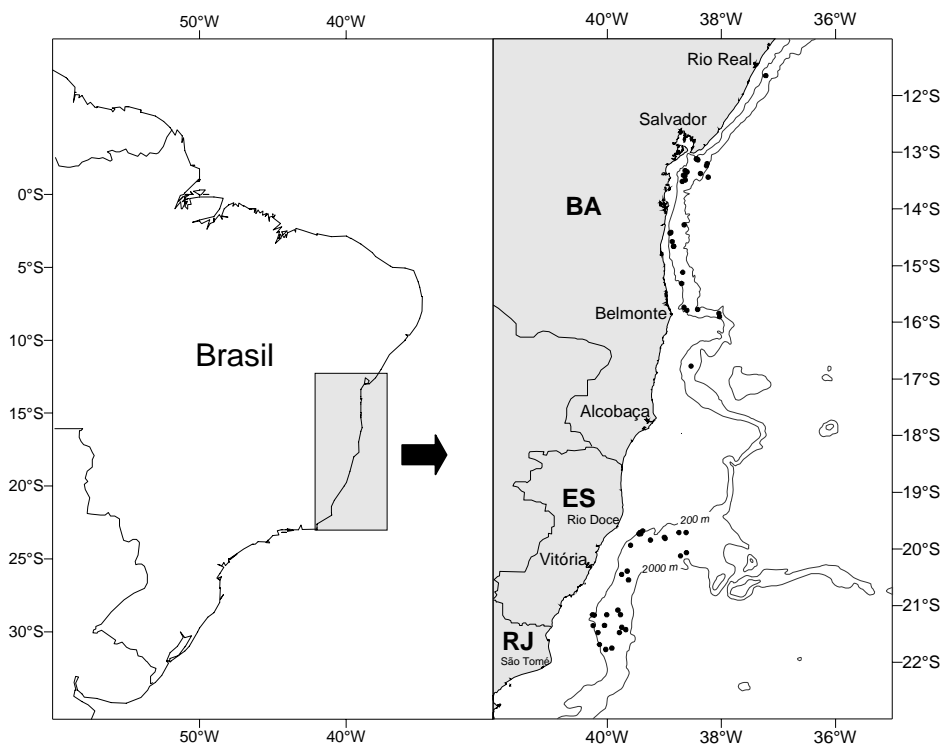 50°W 40°W
40°W 38°W 36°W
Rio Real
12°S
Salvador
13°S
0°S
BA
14°S
5°S
15°S
Belmonte
16°S
10°S
Brasil
17°S
15°S
Alcobaça
18°S
20°S
ES
19°S
Rio Doce
200 m
20°S
25°S
Vitória
2000 m
21°S
30°S
RJ
São Tomé
22°S
50°W 40°W
40°W 38°W 36°W